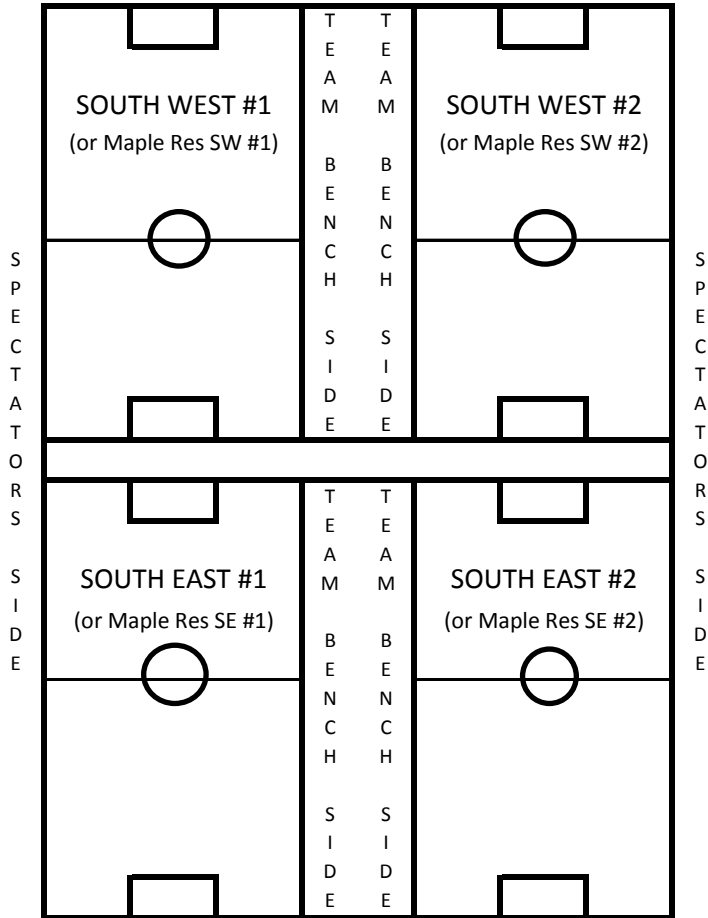 SPECTATORS SIDE
SOUTH WEST #1
(or Maple Res SW #1)
TEAM BENCH SIDE
TEAM BENCH SIDE
SOUTH WEST #2
(or Maple Res SW #2)
SPECTATORS SIDE
SOUTH EAST #1
(or Maple Res SE #1)
TEAM BENCH SIDE
TEAM BENCH SIDE
SOUTH EAST #2
(or Maple Res SE #2)